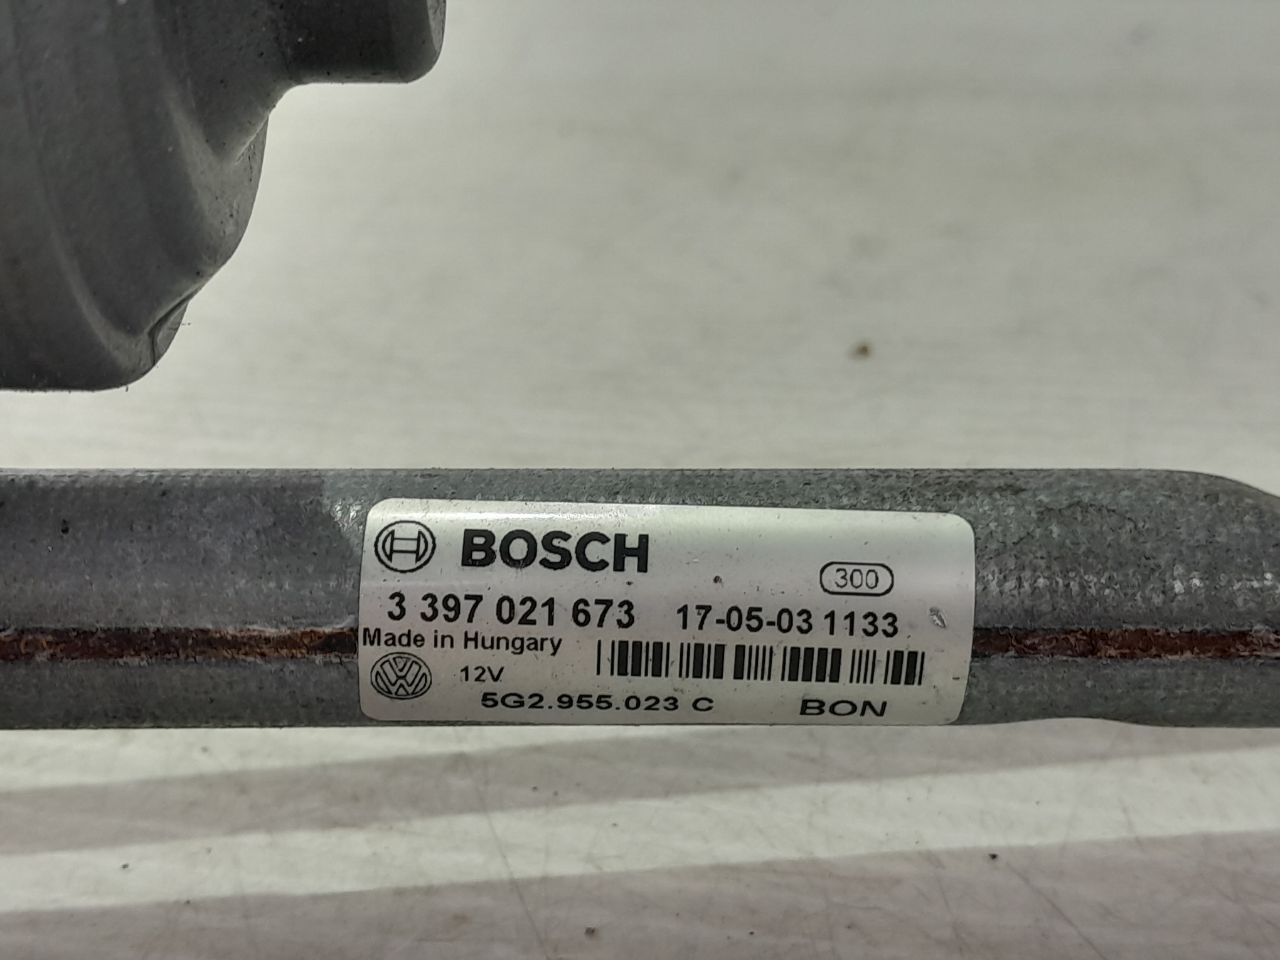 BOSCH
300
3 397 021 673 17-05-03 1133
Made in Hungary
12V
5G2.955.023 C BON